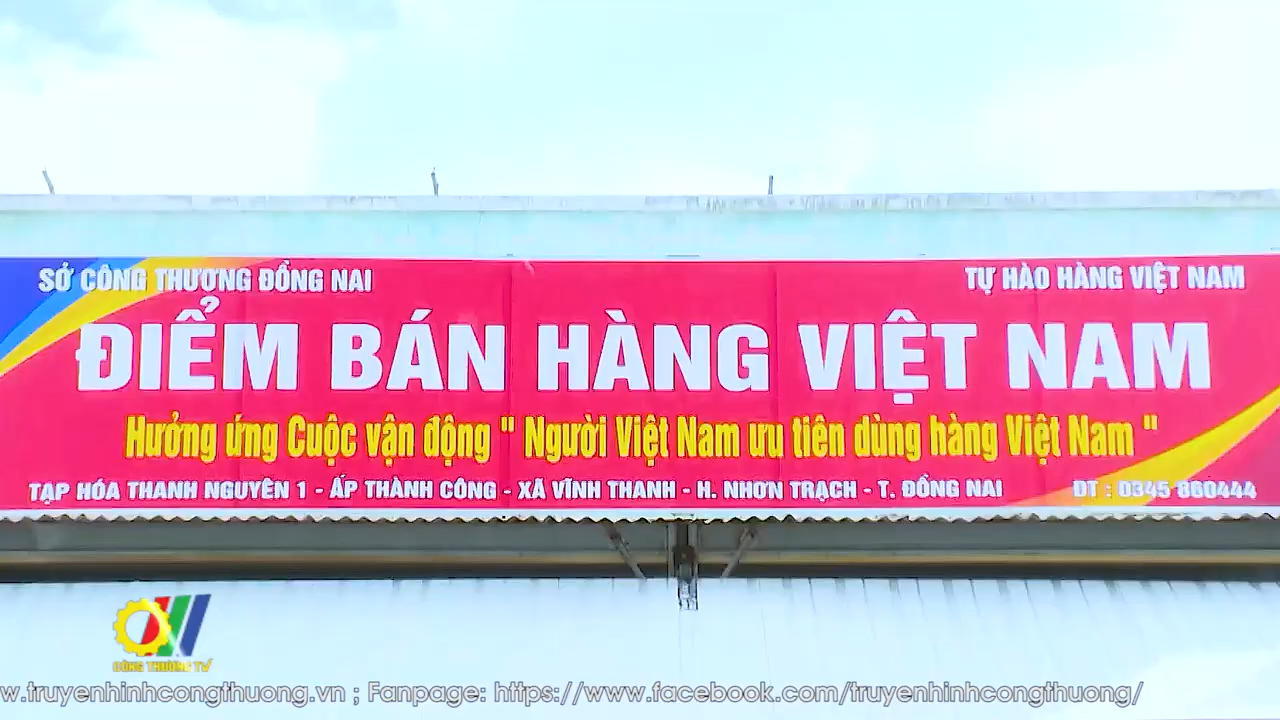 SỞ CÔNG THƯƠNG ĐỒNG NAI
TỰ HÀO HÀNG VIỆT NAM
ĐIỂM BÁN HÀNG VIỆT NAM
Hưởng ứng Cuộc vận động " Người Việt Nam ưu tiên dùng hàng Việt Nam "
TẠP HÓA THANH NGUYÊN 1 - ẤP THÀNH CÔNG - XÃ VĨNH THANH - H. NHƠN TRẠCH - T. ĐỒNG NAI
ĐT : 0345 860444
CÔNG THƯƠNG TV
w.truyenhinhcongthuong.vn ; Fanpage: https://www.facebook.com/truyenhinhcongthuong/